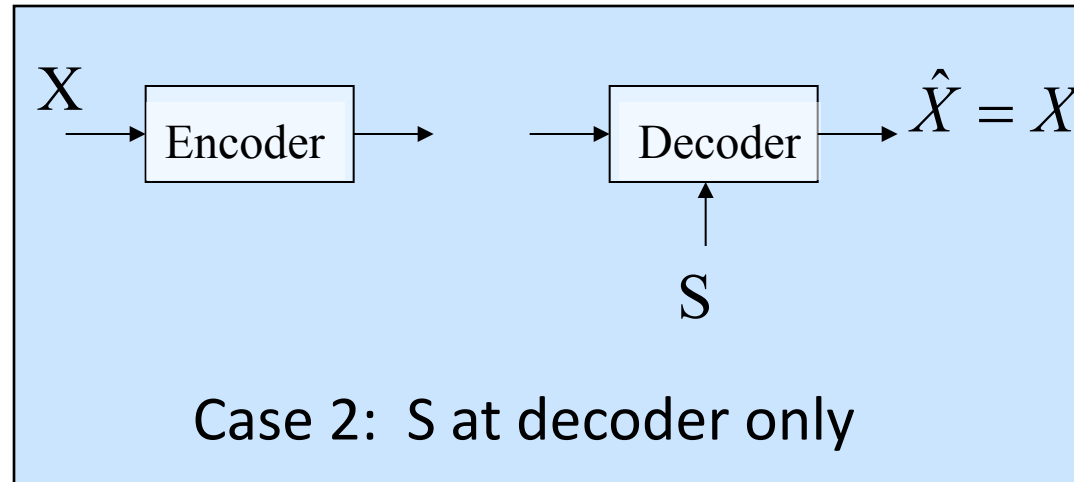 X
Encoder
Decoder
X̂ = X
S
Case 2: S at decoder only